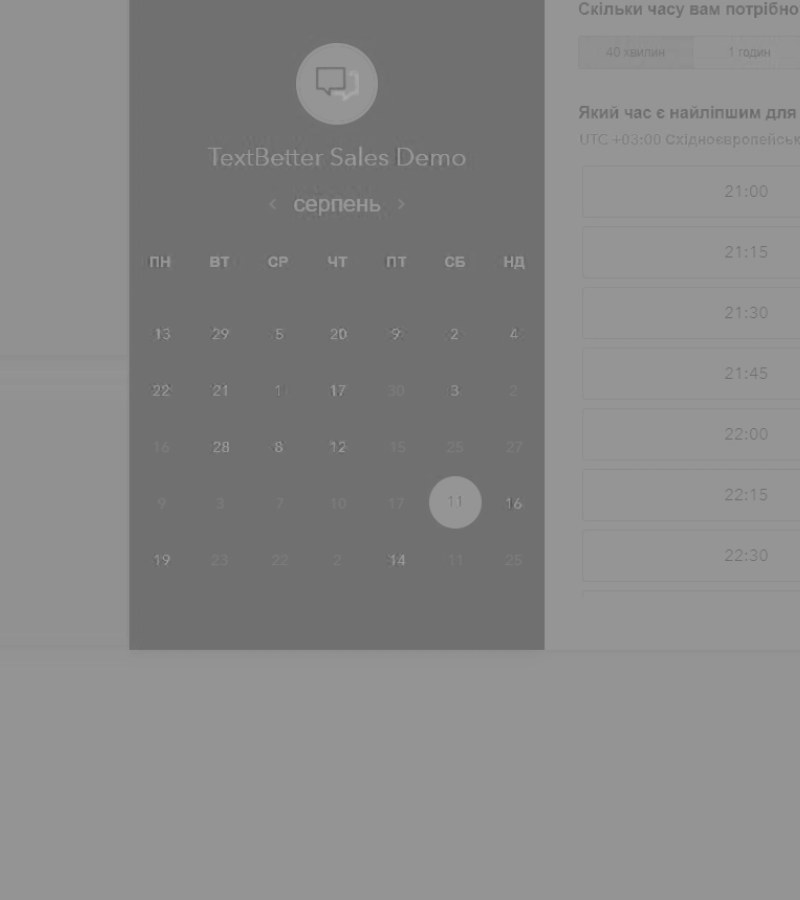 TextBetter Sales Demo
‹ серпень ›
ПН ВТ СР ЧТ ПТ СБ НД
13 29 5 20 9 2 4
22 21 1 17 30 3 2
16 28 8 12 15 25 27
9 3 7 10 17 11 16
19 23 22 2 14 11 25
Скільки часу вам потрібно
40 хвилин 1 годин
Який час є найліпшим для
UTC +03:00 Східноєвропейськ
21:00
21:15
21:30
21:45
22:00
22:15
22:30